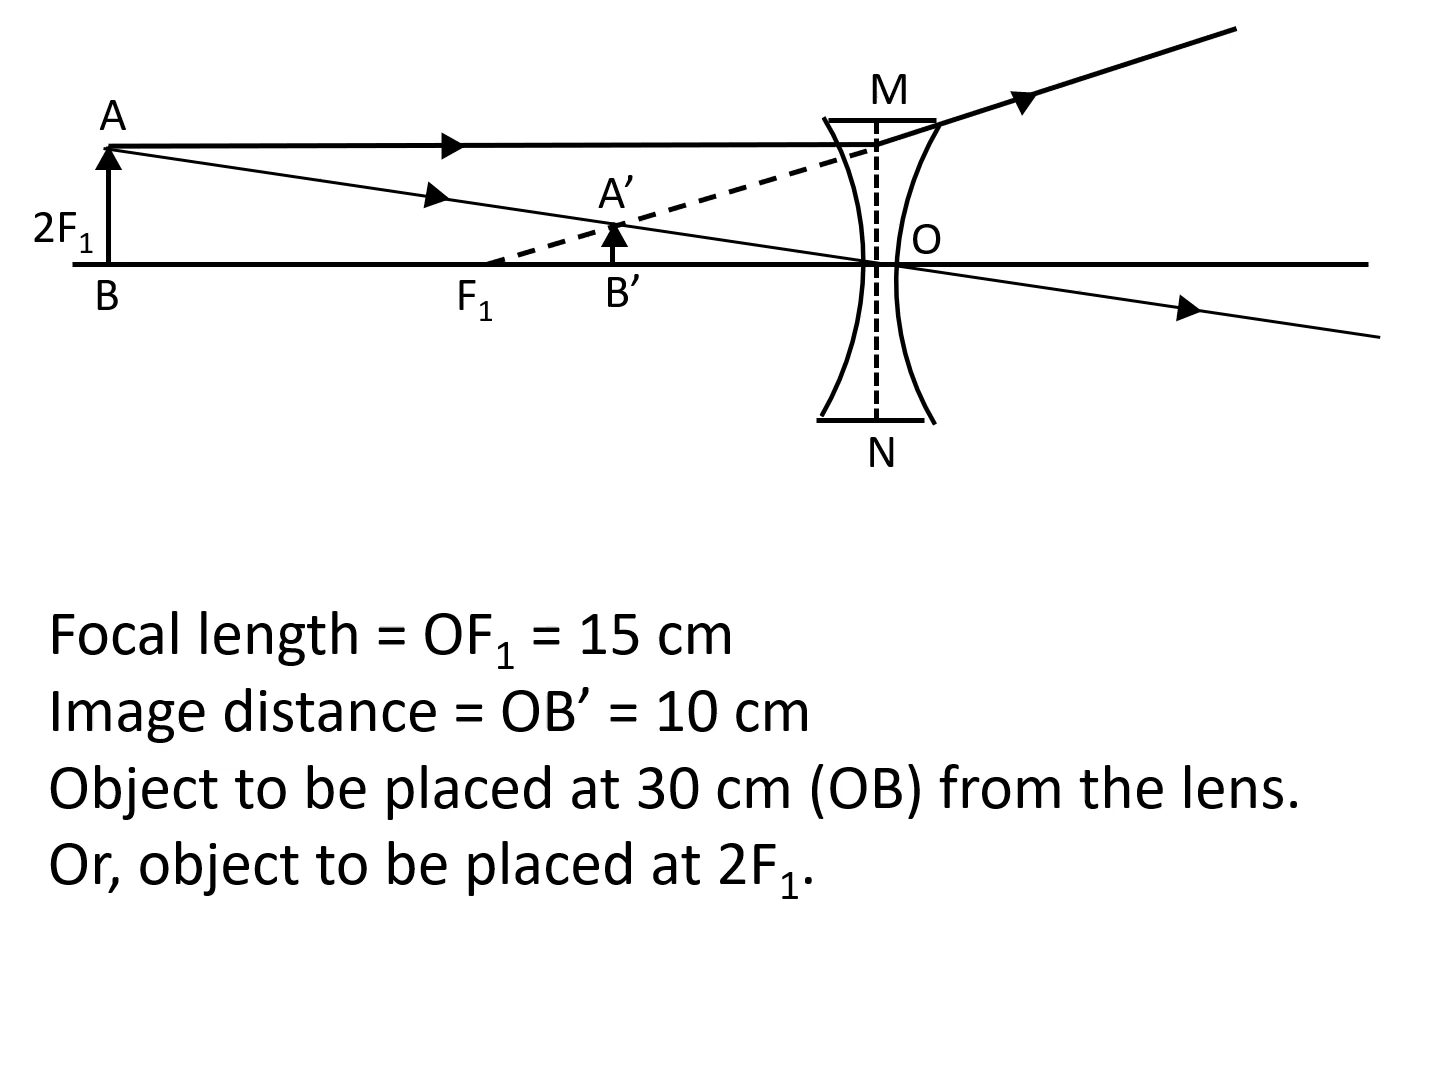 M
A
A’
2F₁
O
B
F₁
B’
N
Focal length = OF₁ = 15 cm
Image distance = OB’ = 10 cm
Object to be placed at 30 cm (OB) from the lens.
Or, object to be placed at 2F₁.